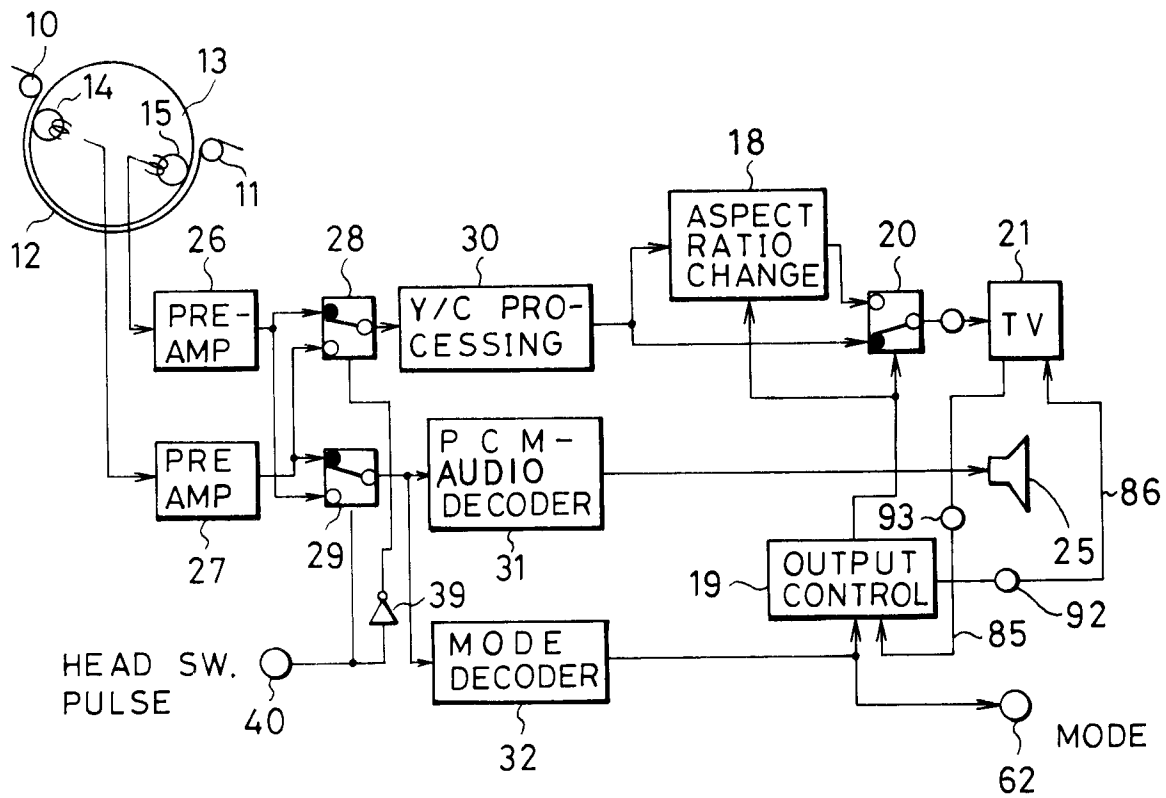 10
14
13
15
11
12
26
PRE-
AMP
28
30
Y/C PRO-
CESSING
18
ASPECT
RATIO
CHANGE
20
21
TV
PRE
AMP
27
29
PCM-
AUDIO
DECODER
31
25
86
93
19
OUTPUT
CONTROL
92
85
39
HEAD SW.
PULSE
40
MODE
DECODER
32
62
MODE